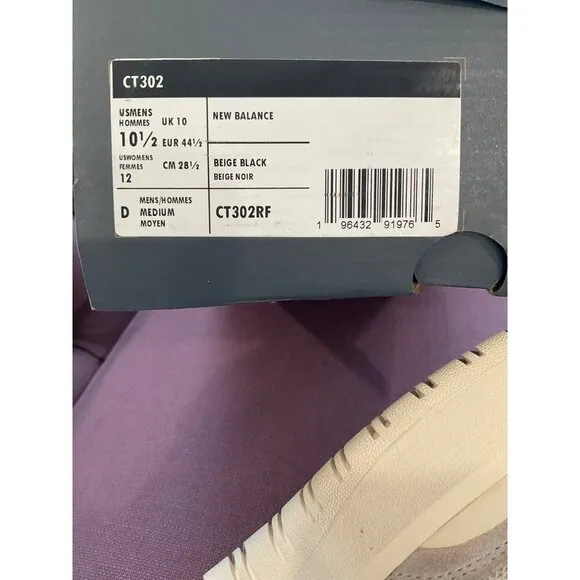 CT302
USMENS
HOMMES
UK 10
10½ EUR 44½
USWOMENS
FEMMES
CM 28½
12
NEW BALANCE
BEIGE BLACK
BEIGE NOIR
D
MENS/HOMMES
MEDIUM
MOYEN
CT302RF
1 96432 91976 5